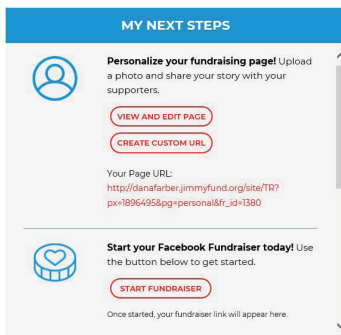 MY NEXT STEPS
Personalize your fundraising page! Upload
a photo and share your story with your
supporters.
VIEW AND EDIT PAGE
CREATE CUSTOM URL
Your Page URL:
http://danafarber.jimmyfund.org/site/TR?
px=1896495&pg=personal&fr_id=1380
Start your Facebook Fundraiser today! Use
the button below to get started.
START FUNDRAISER
Once started, your fundraiser link will appear here.